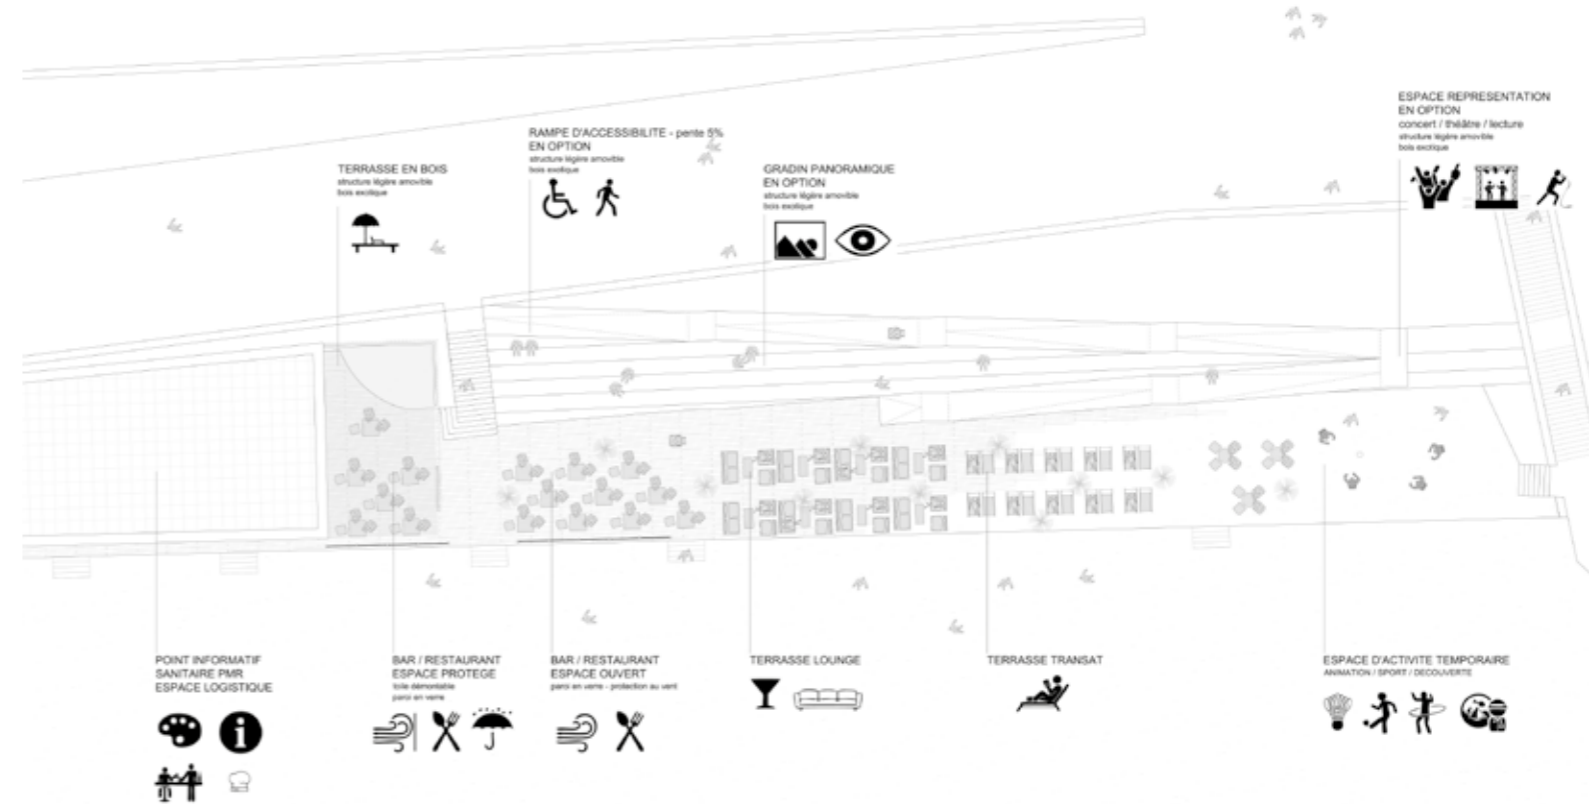 ESPACE REPRESENTATION
EN OPTION
concert / théâtre / lecture
structure légère amovible
bois exotique
RAMPE D'ACCESSIBILITE - pente 5%
EN OPTION
structure légère amovible
bois exotique
TERRASSE EN BOIS
structure légère amovible
bois exotique
GRADIN PANORAMIQUE
EN OPTION
structure légère amovible
bois exotique
POINT INFORMATIF
SANITAIRE PMR
ESPACE LOGISTIQUE
BAR / RESTAURANT
ESPACE PROTEGE
toile démontable
paroi en verre
BAR / RESTAURANT
ESPACE OUVERT
paroi en verre - protection au vent
TERRASSE LOUNGE
TERRASSE TRANSAT
ESPACE D'ACTIVITE TEMPORAIRE
ANIMATION / SPORT / DECOUVERTE